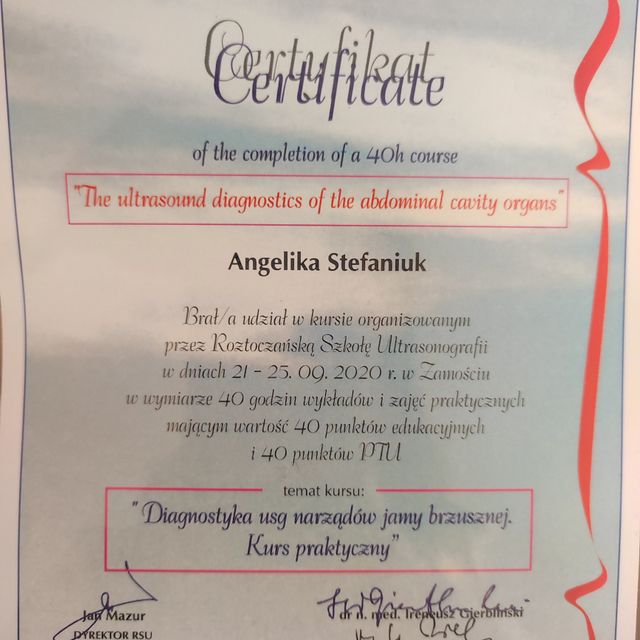 Certyfikat
Certificate
of the completion of a 40h course
"The ultrasound diagnostics of the abdominal cavity organs"
Angelika Stefaniuk
Brał/a udział w kursie organizowanym
przez Roztoczańską Szkołę Ultrasonografii
w dniach 21 - 25. 09. 2020 r. w Zamościu
w wymiarze 40 godzin wykładów i zajęć praktycznych
mającym wartość 40 punktów edukacyjnych
i 40 punktów PTU
temat kursu:
"Diagnostyka usg narządów jamy brzusznej.
Kurs praktyczny"
Jan Mazur
dr n. med. Ireneusz Gierbliński
DYREKTOR RSU